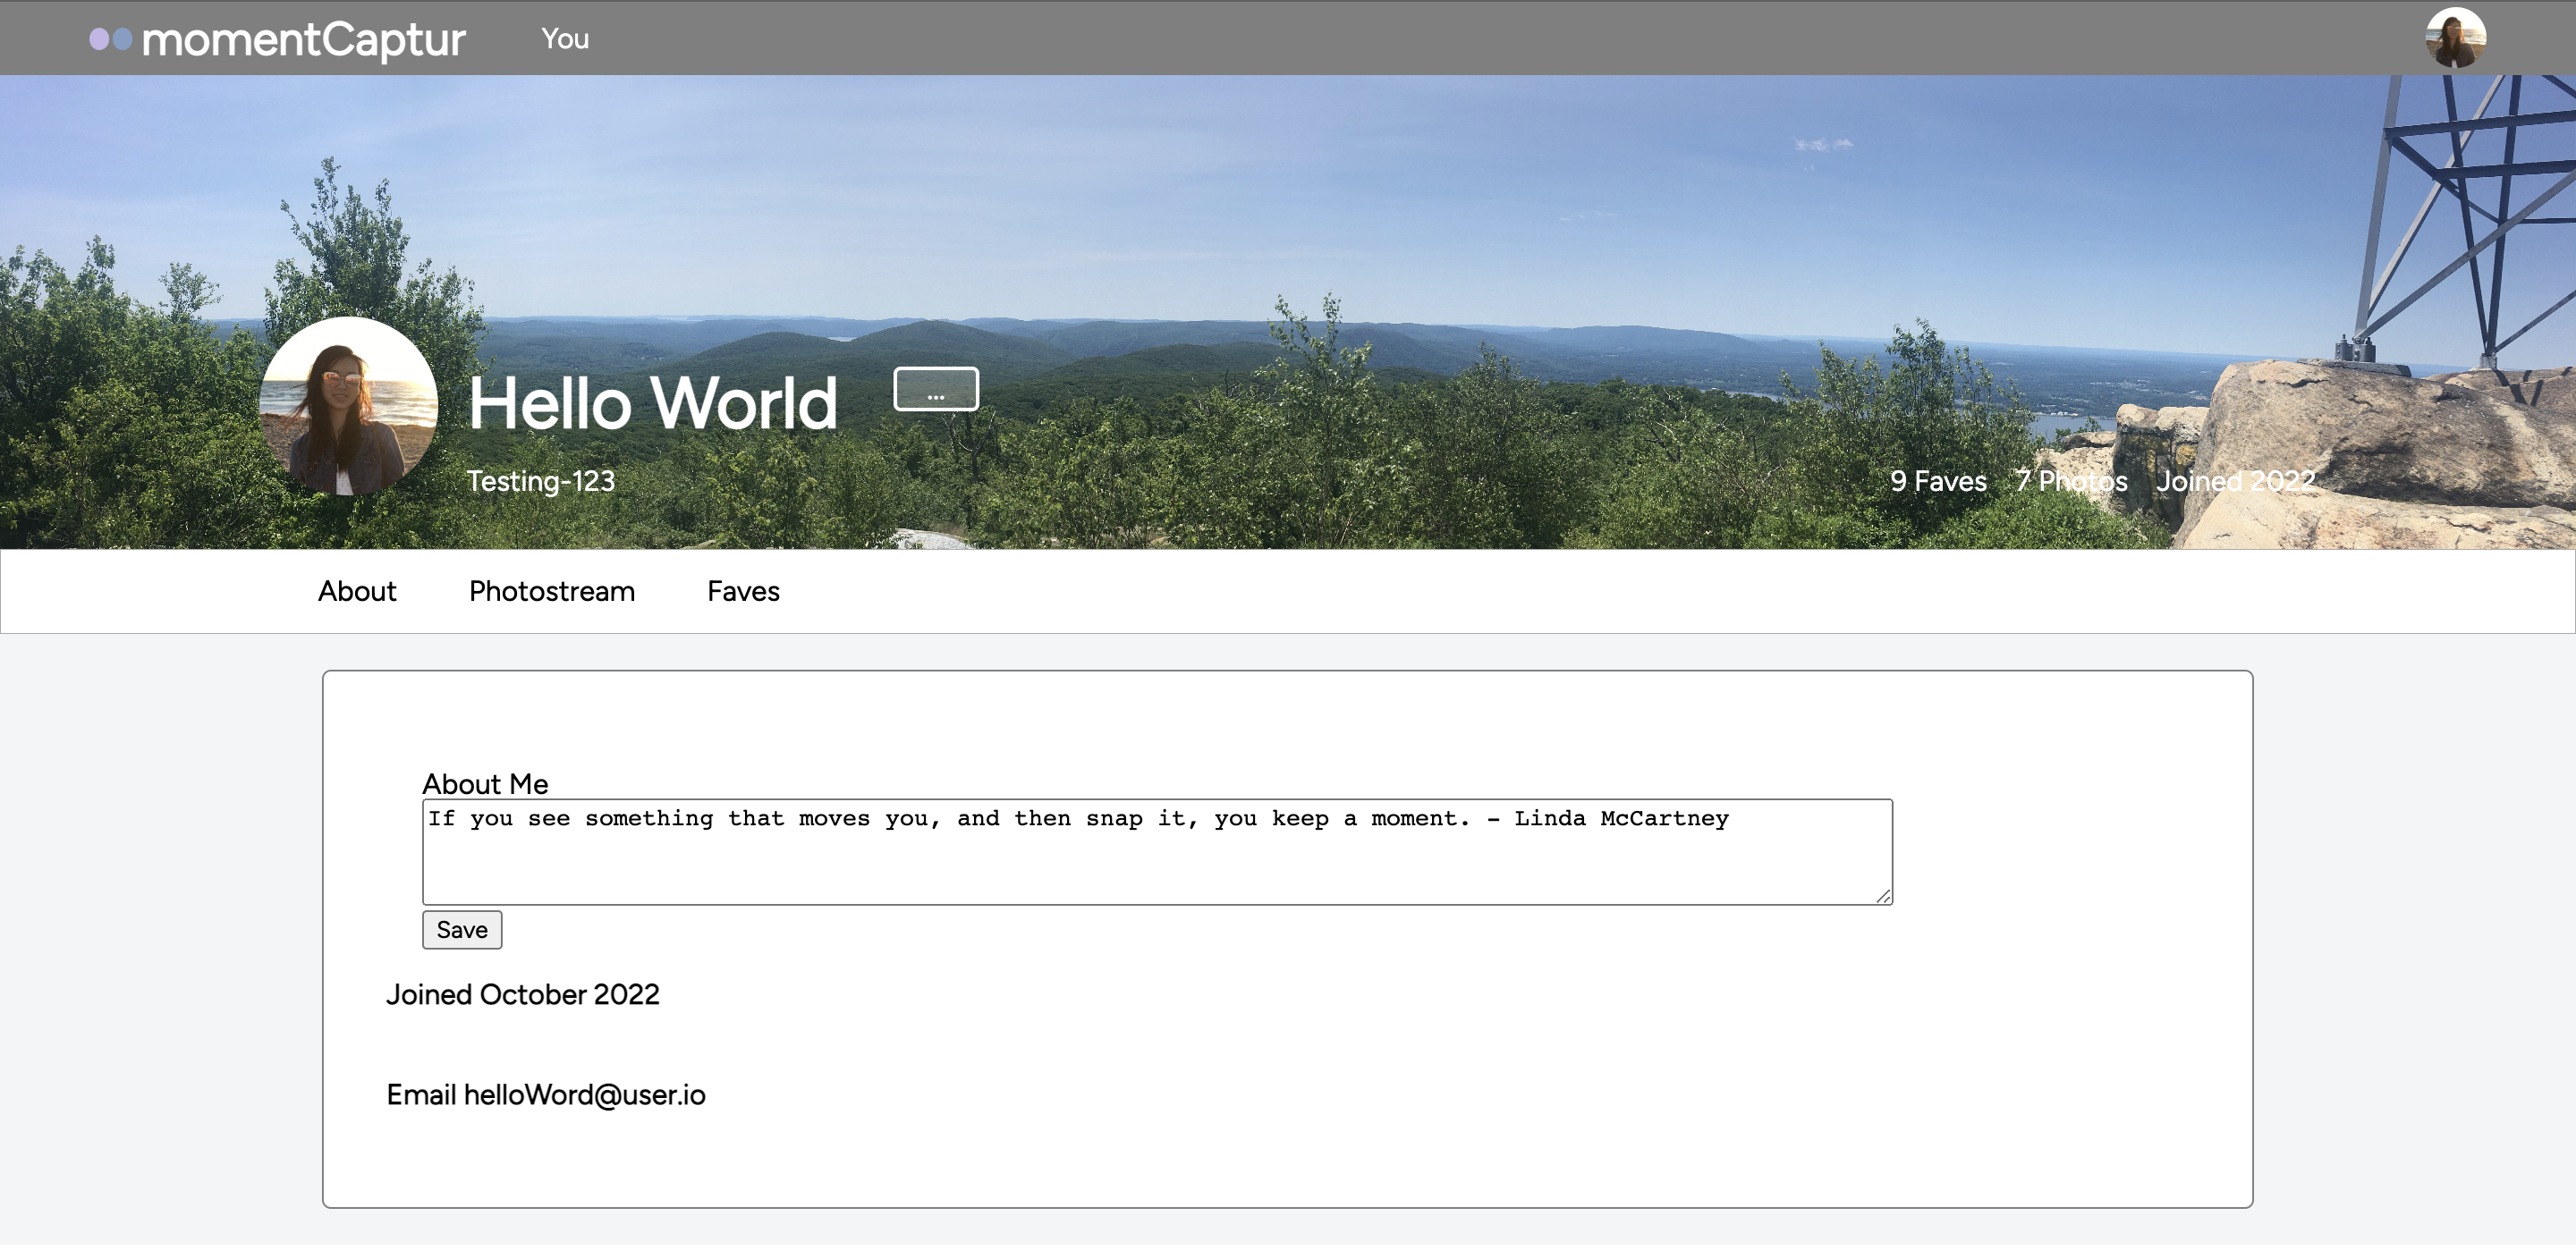 momentCaptur You
Hello World ...
Testing-123
9 Faves 7 Photos Joined 2022
About Photostream Faves
About Me
If you see something that moves you, and then snap it, you keep a moment. - Linda McCartney
Save
Joined October 2022
Email helloWord@user.io